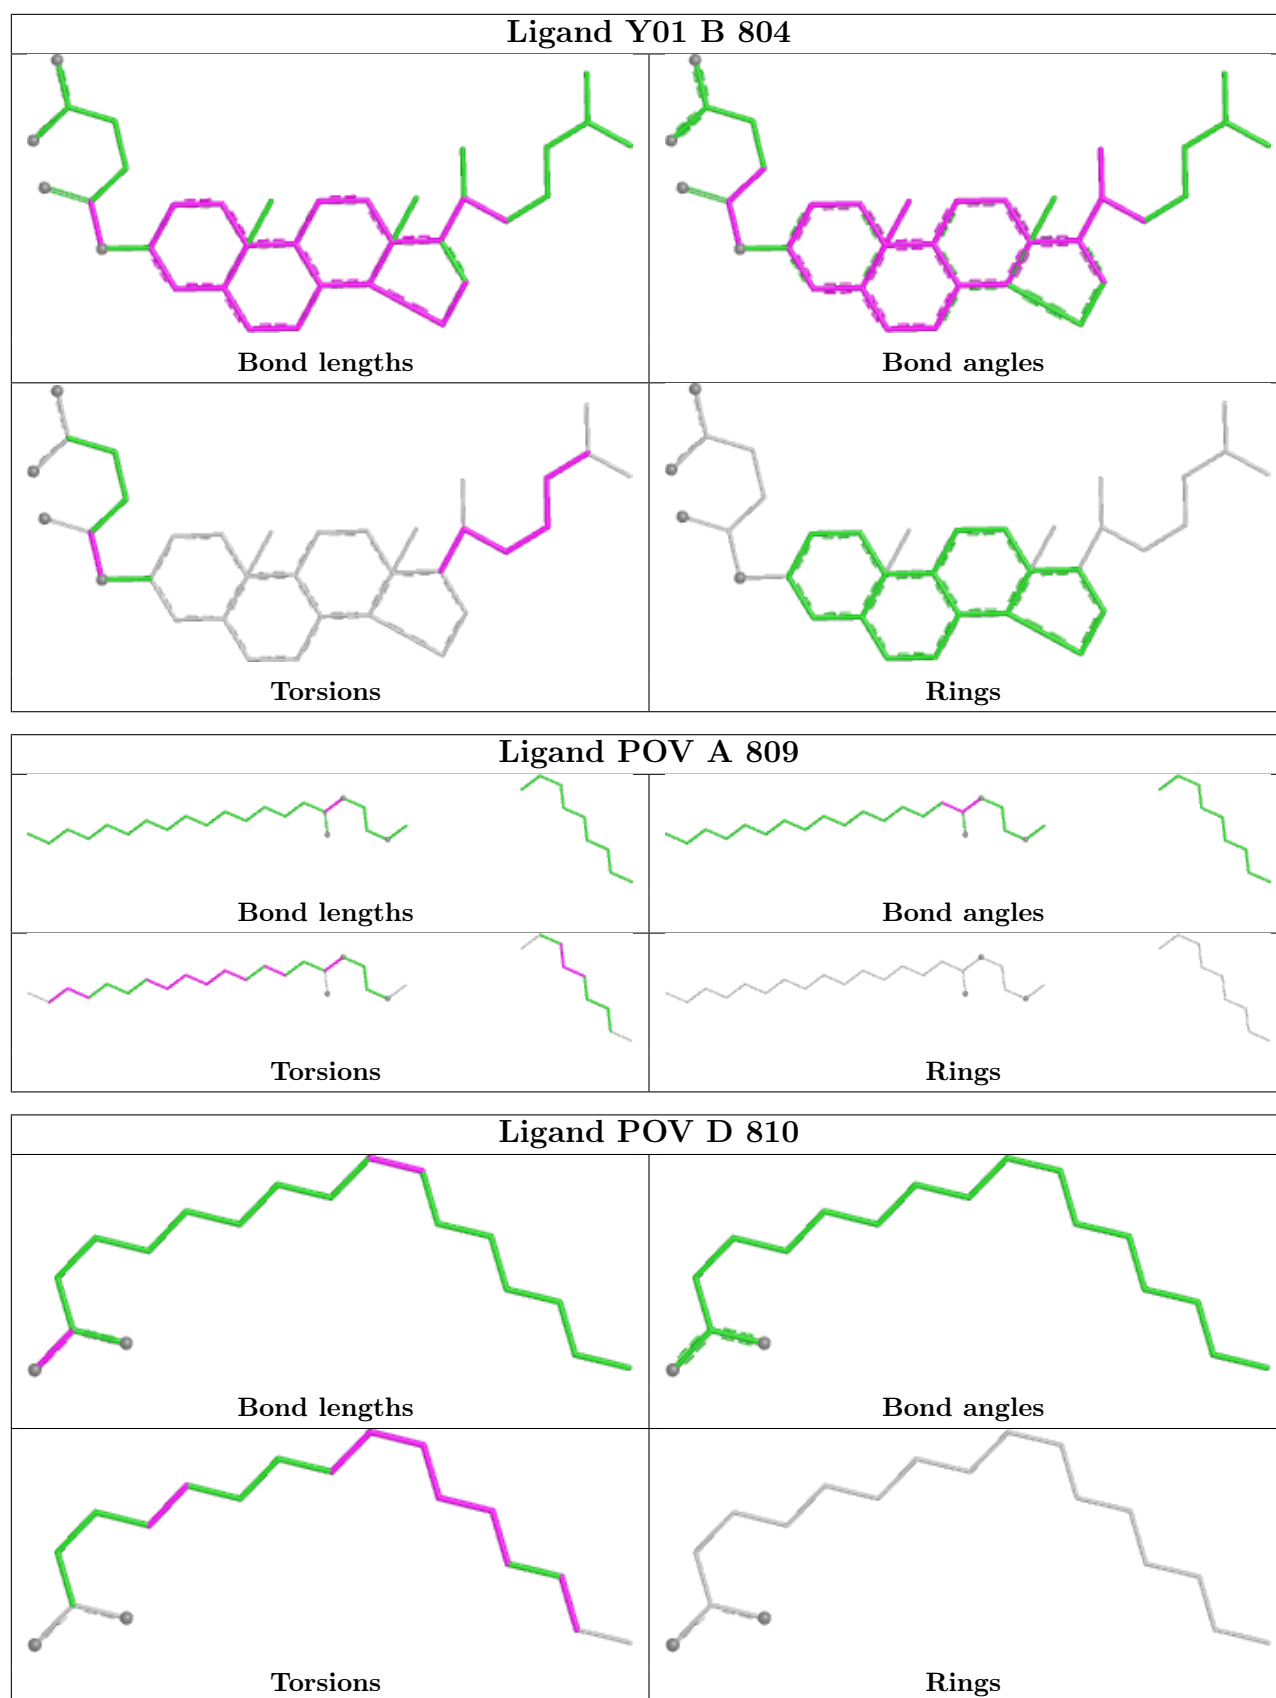 Ligand Y01 B 804
Bond lengths
Bond angles
Torsions
Rings
Ligand POV A 809
Bond lengths
Bond angles
Torsions
Rings
Ligand POV D 810
Bond lengths
Bond angles
Torsions
Rings